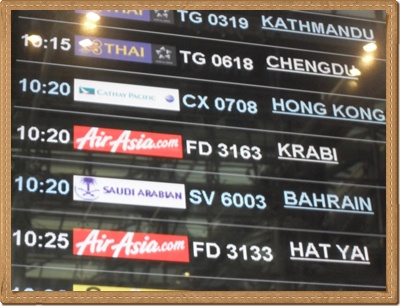 THAI TG 0319 KATHMANDU
10:15 THAI TG 0618 CHENGDU
10:20 CATHAY PACIFIC CX 0708 HONG KONG
10:20 AirAsia.com FD 3163 KRABI
10:20 SAUDI ARABIAN SV 6003 BAHRAIN
10:25 AirAsia.com FD 3133 HAT YAI